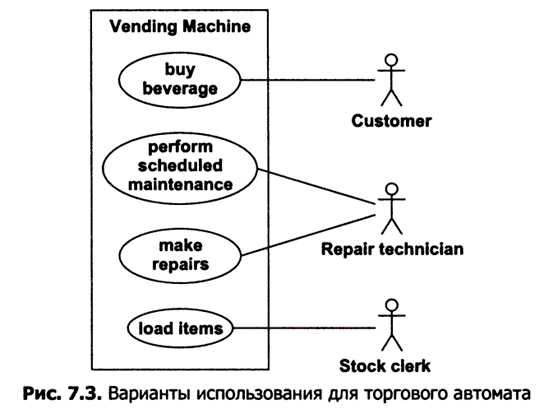 Vending Machine
buy
beverage
Customer
perform
scheduled
maintenance
Repair technician
make
repairs
load items
Stock clerk
Рис. 7.3. Варианты использования для торгового автомата